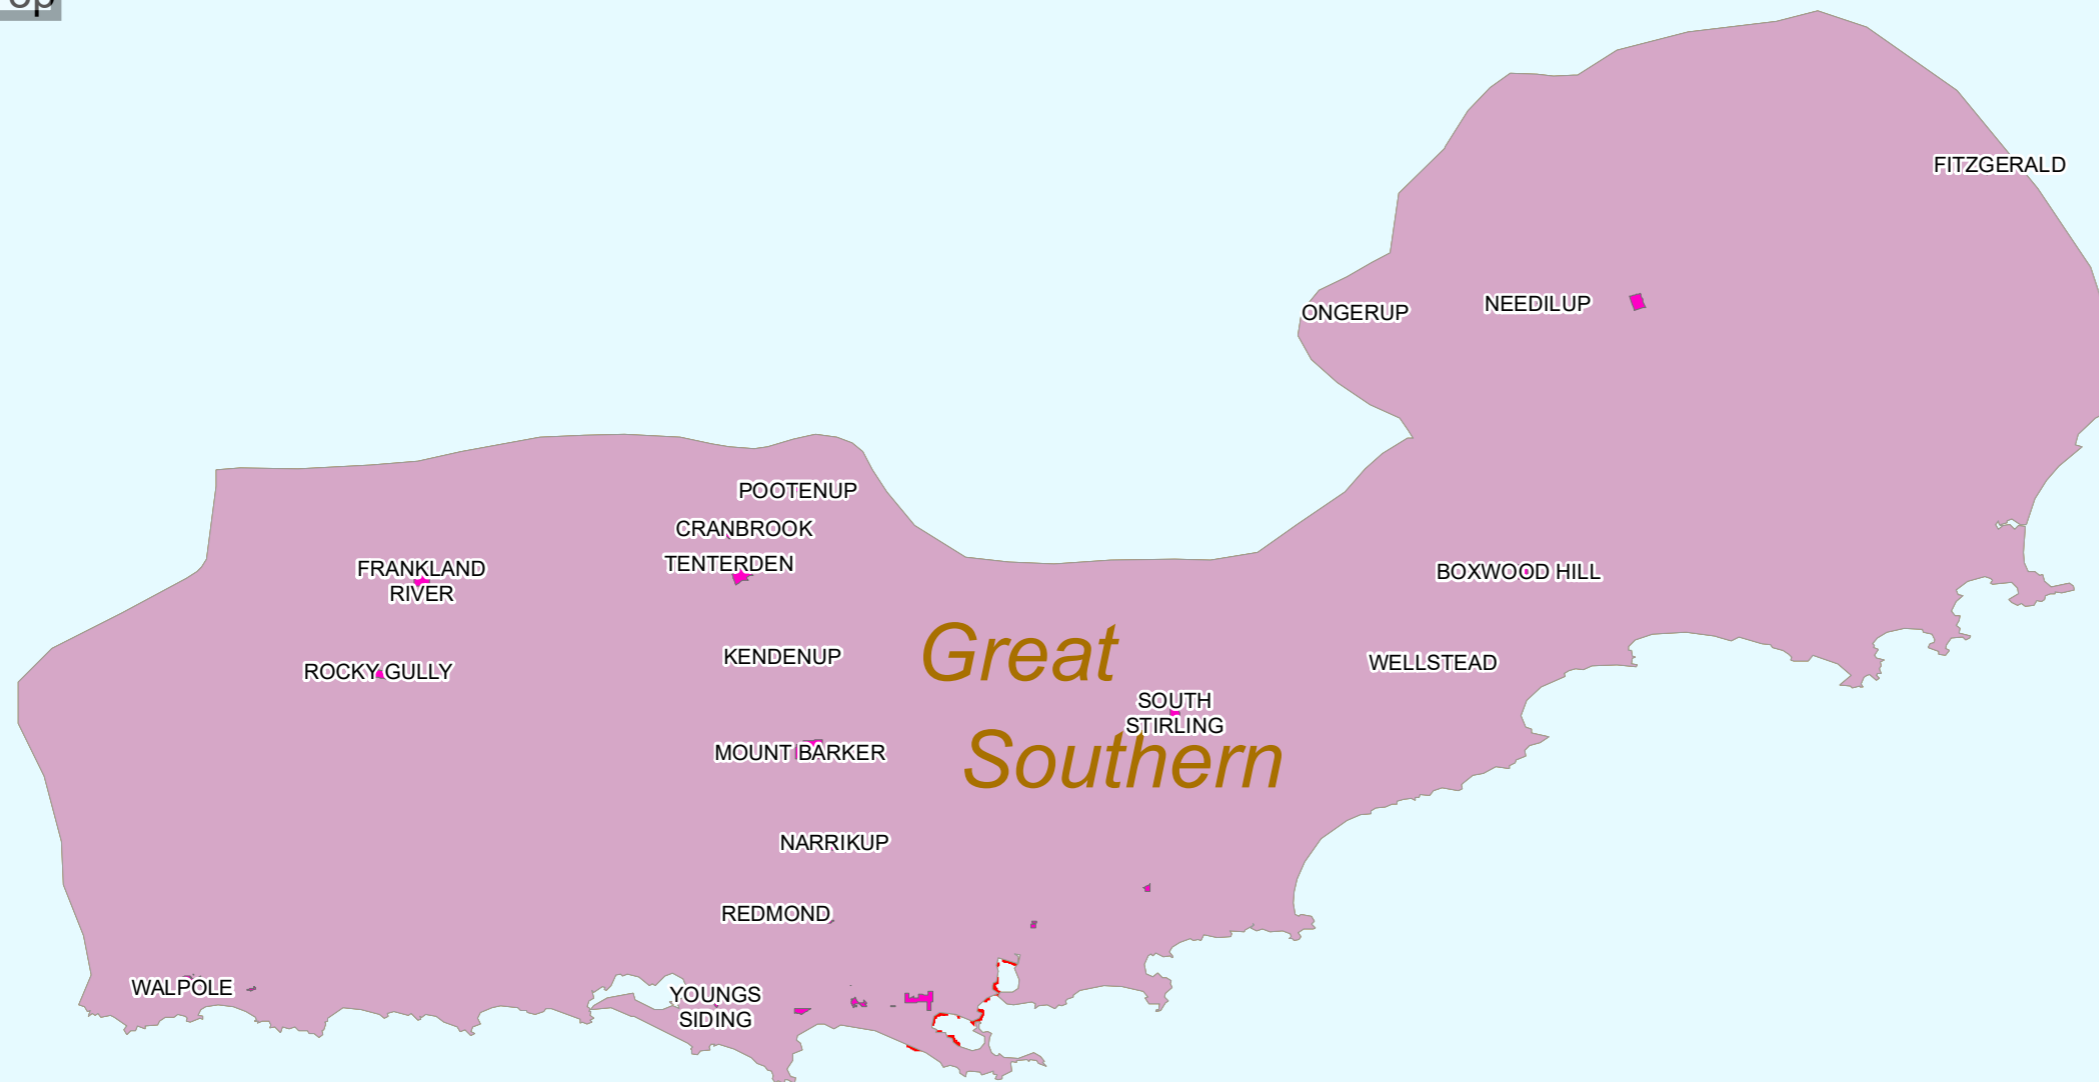 FITZGERALD
ONGERUP
NEEDILUP
POOTENUP
CRANBROOK
TENTERDEN
FRANKLAND
RIVER
BOXWOOD HILL
KENDENUP
Great
WELLSTEAD
ROCKY GULLY
SOUTH
STIRLING
MOUNT BARKER
Southern
NARRIKUP
REDMOND
WALPOLE
YOUNGS
SIDING